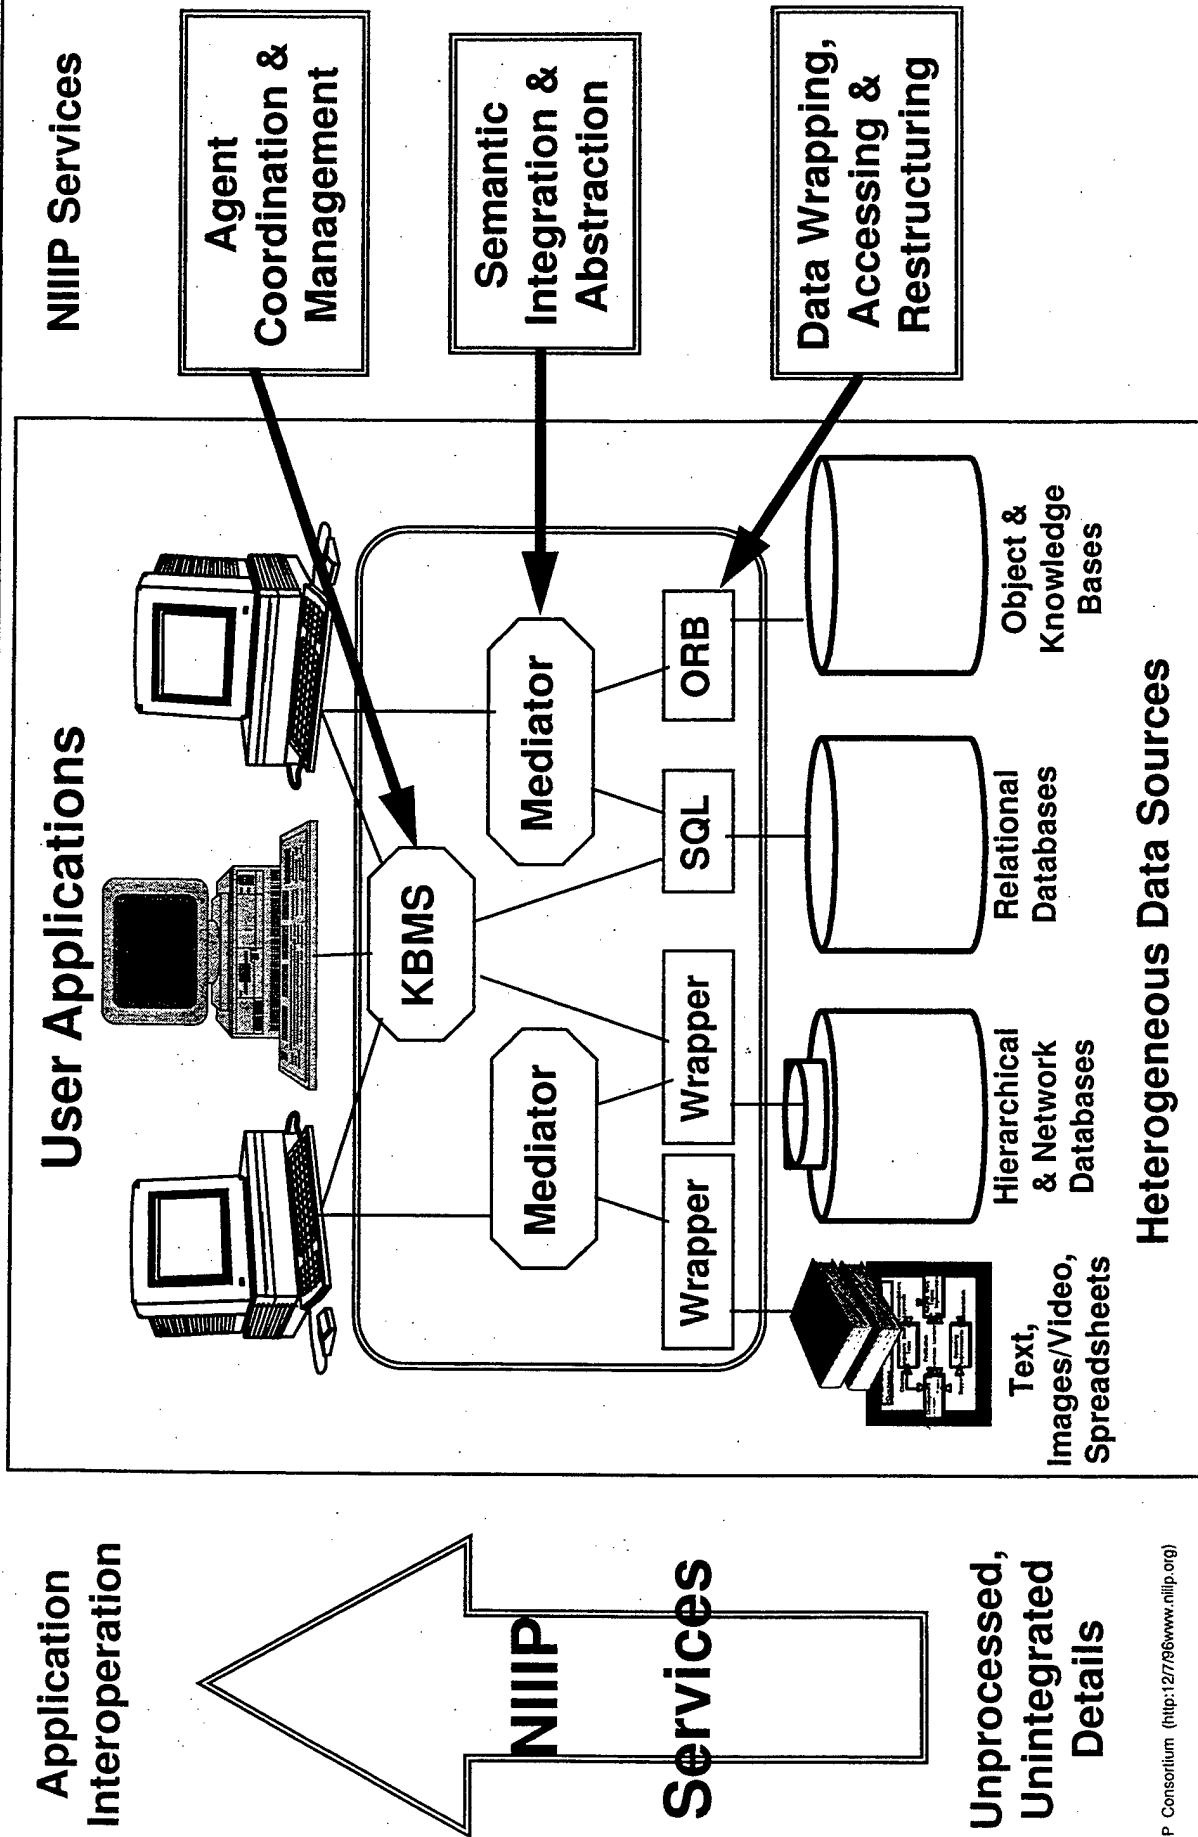 Application
Interoperation
NIIIP
Services
Unprocessed,
Unintegrated
Details
User Applications
KBMS
Mediator
Mediator
Wrapper
Wrapper
SQL
ORB
Text,
Images/Video,
Spreadsheets
Hierarchical
& Network
Databases
Relational
Databases
Object &
Knowledge
Bases
Heterogeneous Data Sources
NIIIP Services
Agent
Coordination &
Management
Semantic
Integration &
Abstraction
Data Wrapping,
Accessing &
Restructuring
P Consortium (http:12/7/96www.niiip.org)